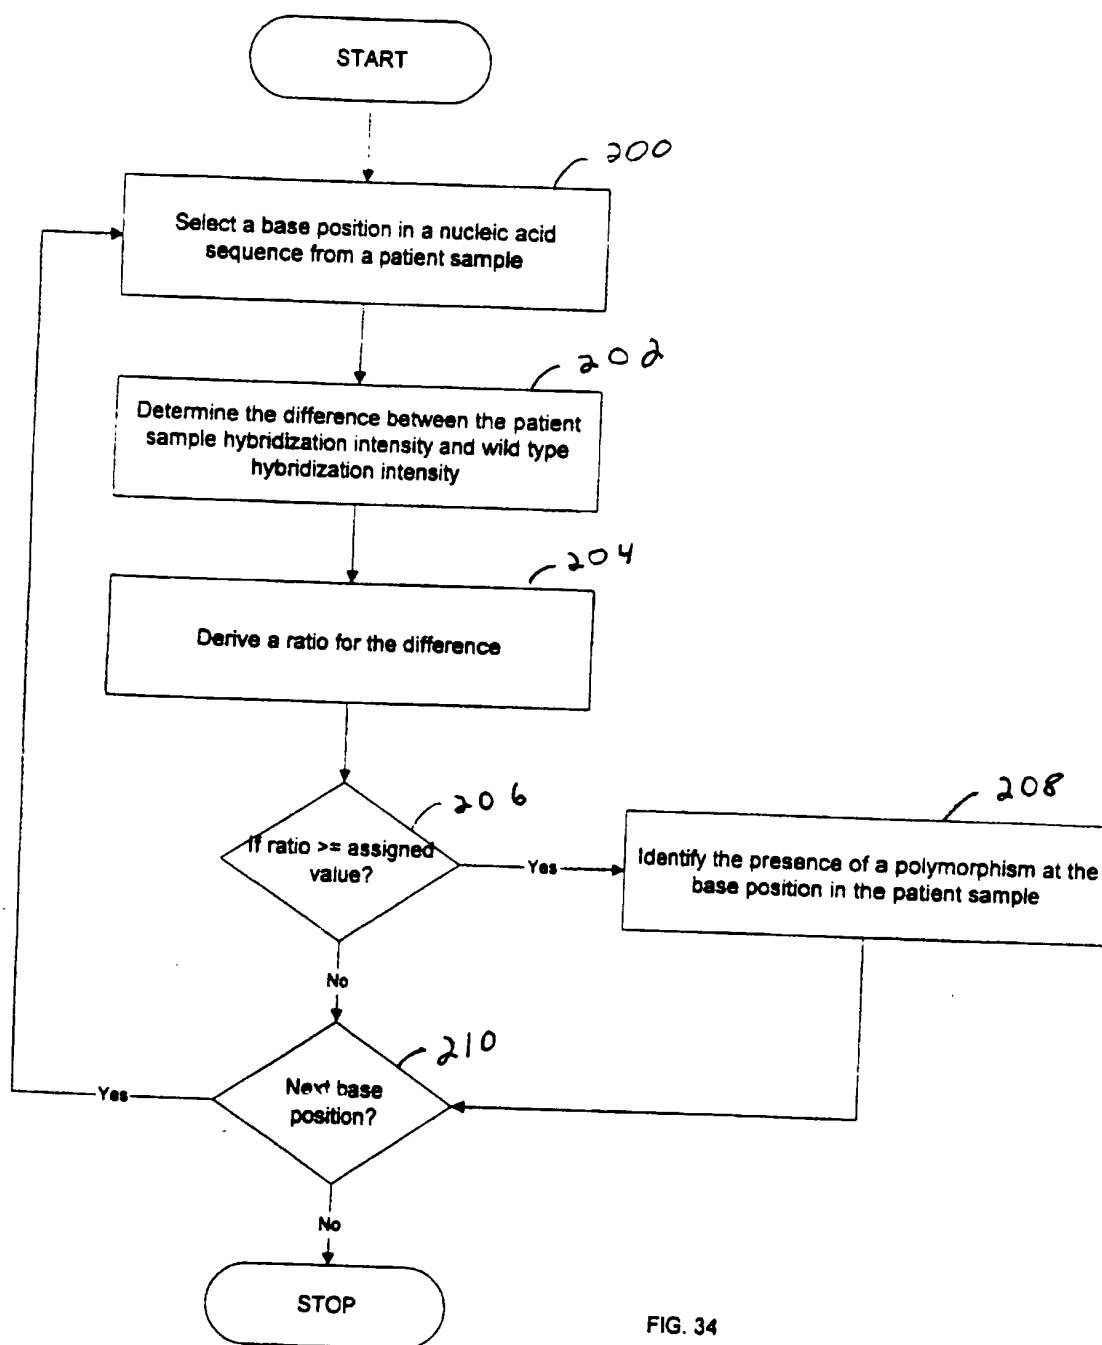 START
200
Select a base position in a nucleic acid
sequence from a patient sample
202
Determine the difference between the patient
sample hybridization intensity and wild type
hybridization intensity
204
Derive a ratio for the difference
206
If ratio >= assigned
value?
Yes
208
Identify the presence of a polymorphism at the
base position in the patient sample
No
210
Next base
position?
Yes
No
STOP
FIG. 34